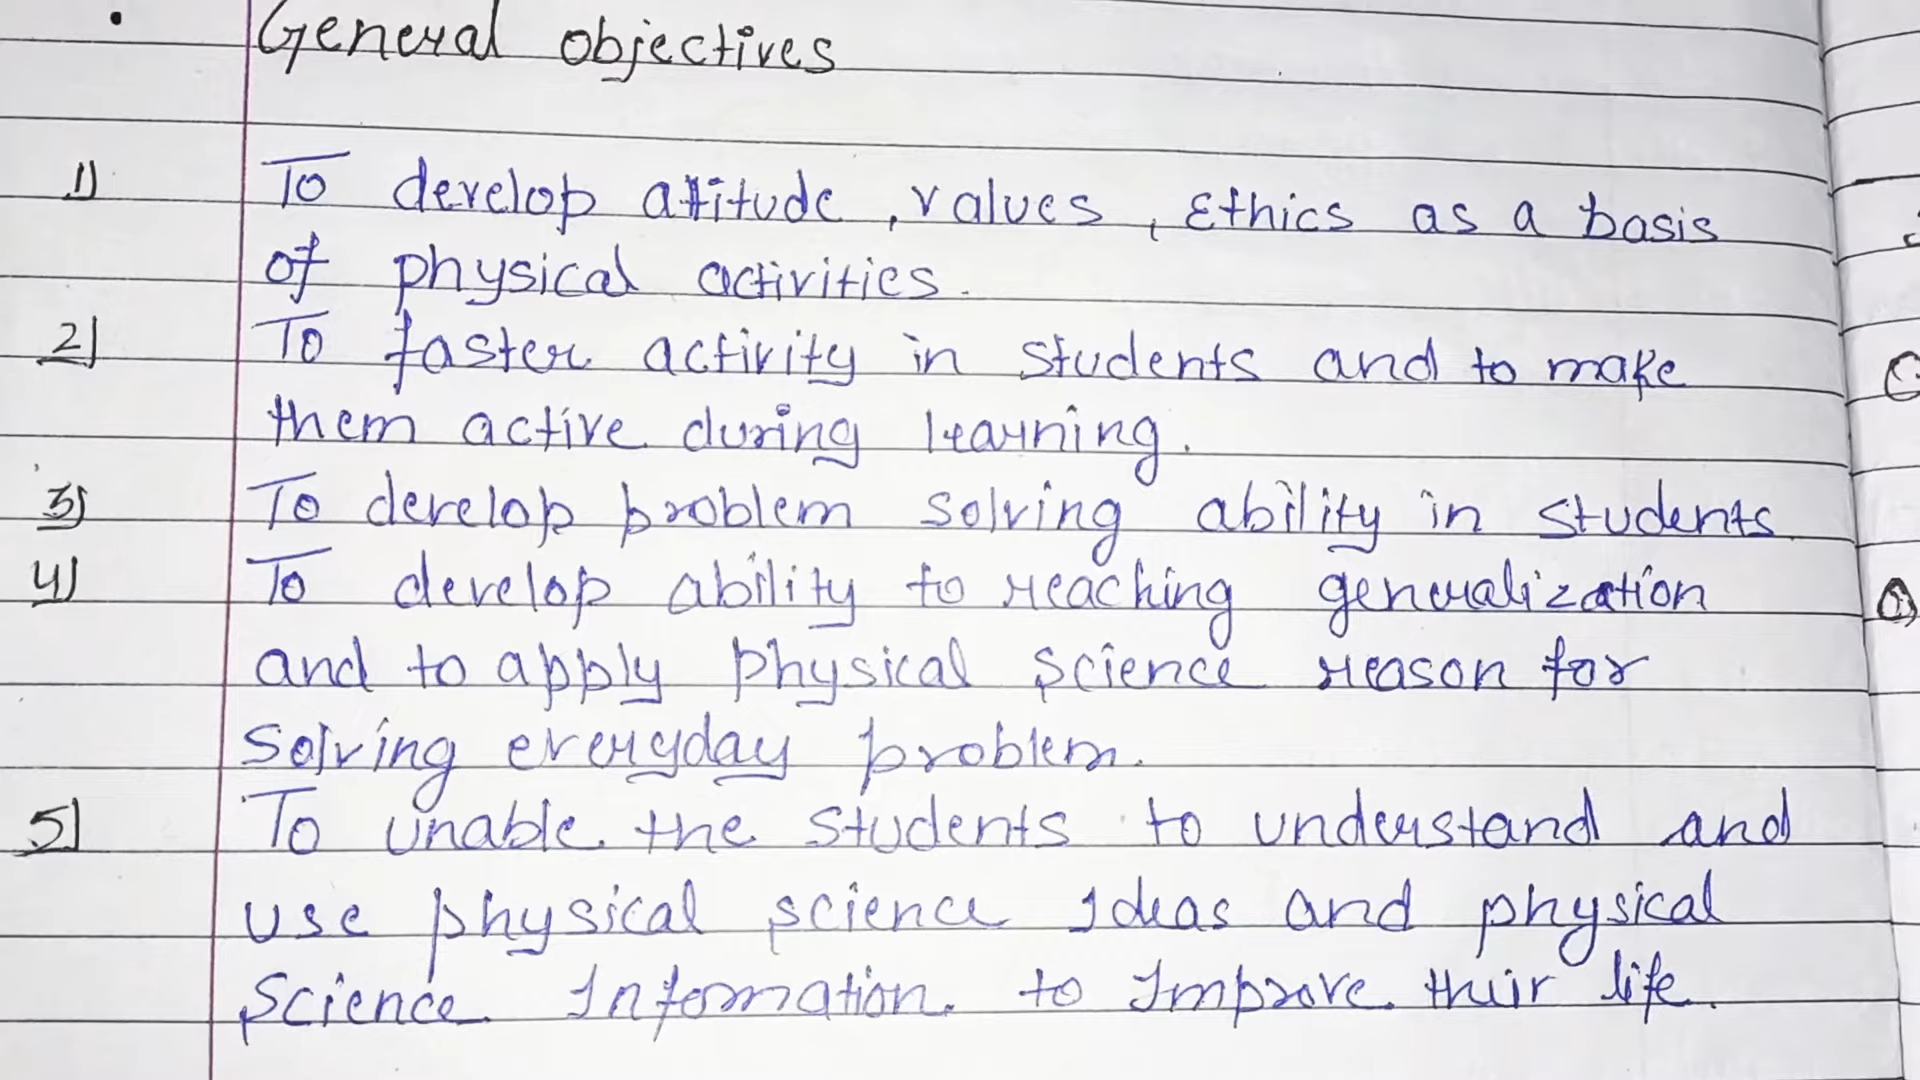 General objectives
1) To develop attitude, values, Ethics as a basis
of physical activities.
2) To faster activity in students and to make
them active during learning.
3) To develop problem solving ability in students
4) To develop ability to reaching generalization
and to apply physical science reason for
solving everyday problem.
5) To unable the students to understand and
use physical science Ideas and physical
science Information to Improve their life.